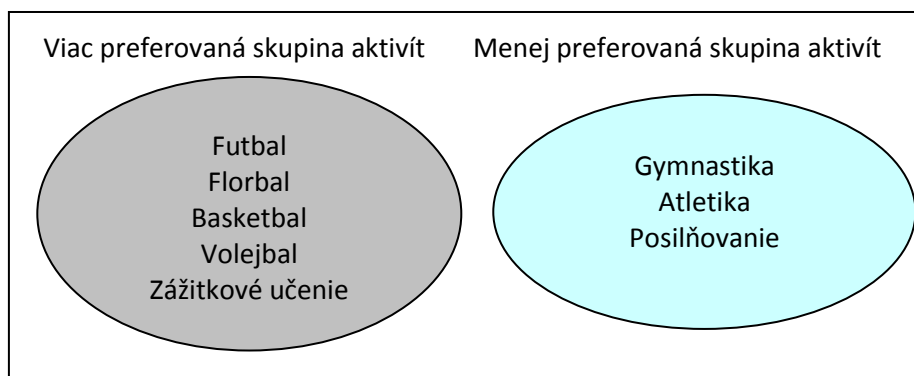 Viac preferovaná skupina aktivít
Menej preferovaná skupina aktivít
Futbal
Florbal
Basketbal
Volejbal
Zážitkové učenie
Gymnastika
Atletika
Posilňovanie